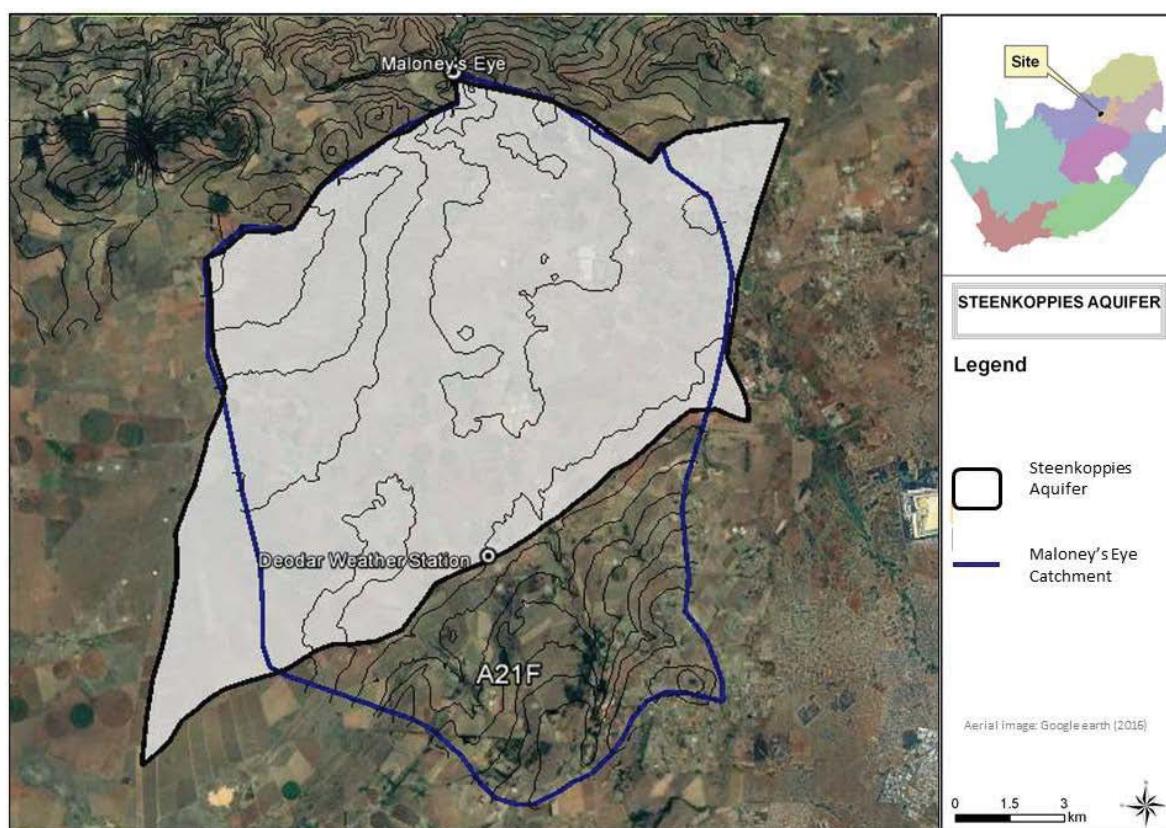 Maloney's Eye
Deodar Weather Station
A21F
Site
STEENKOPPIES AQUIFER
Legend
Steenkoppies
Aquifer
Maloney's Eye
Catchment
Aerial image: Google earth (2016)
0 1.5 3
km